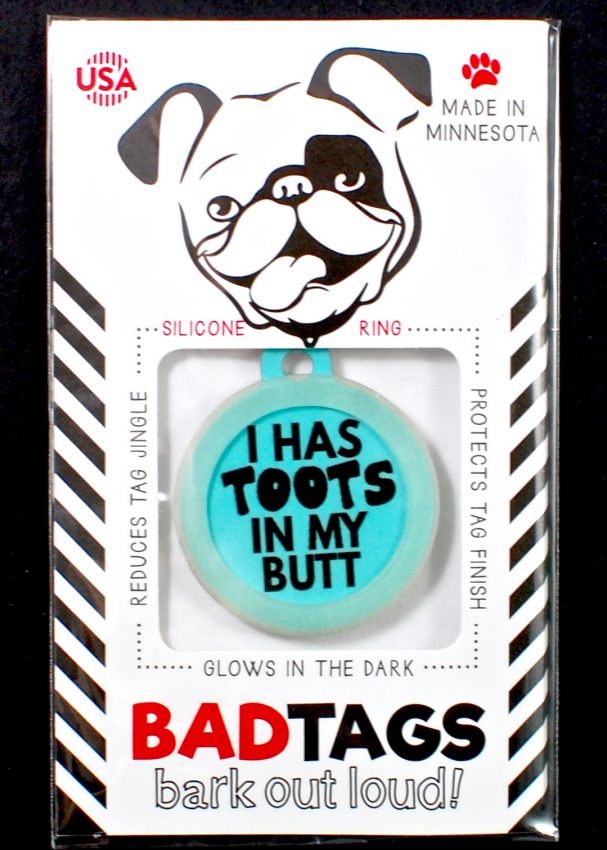 USA
MADE IN
MINNESOTA
SILICONE RING
REDUCES TAG JINGLE
PROTECTS TAG FINISH
I HAS
TOOTS
IN MY
BUTT
GLOWS IN THE DARK
BADTAGS
bark out loud!